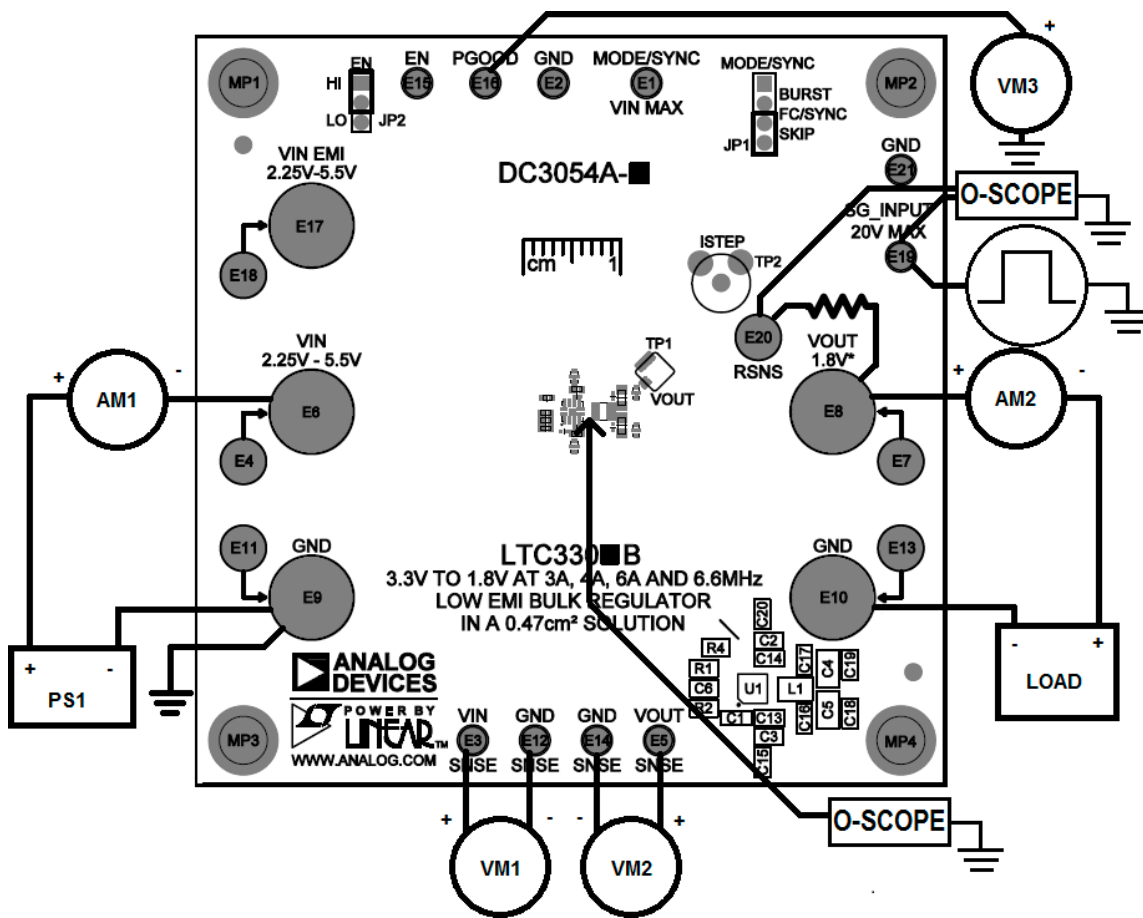 +
VM3
MP1
EN
HI
LO
JP2
EN
E15
PGOOD
E16
GND
E2
MODE/SYNC
E1
VIN MAX
MODE/SYNC
BURST
FC/SYNC
SKIP
JP1
MP2
GND
E21
O-SCOPE
SG_INPUT
20V MAX
E19
VIN EMI
2.25V-5.5V
E17
E18
DC3054A-■
cm
1
ISTEP
TP2
E20
RSNS
VOUT
1.8V*
E8
E7
TP1
VOUT
+
AM1
-
VIN
2.25V - 5.5V
E6
E4
+
AM2
-
E11
GND
E9
LTC330■B
3.3V TO 1.8V AT 3A, 4A, 6A AND 6.6MHz
LOW EMI BULK REGULATOR
IN A 0.47cm² SOLUTION
GND
E10
E13
+
-
PS1
-
+
LOAD
ANALOG
DEVICES
POWER BY
LINEAR™
WWW.ANALOG.COM
C20
C2
C14
R4
R1
C6
R2
U1
L1
C17
C4
C19
C1
C13
C3
C15
C16
C5
C18
MP3
VIN
E3
SNSE
GND
E12
SNSE
GND
E14
SNSE
VOUT
E5
SNSE
MP4
+
VM1
-
-
VM2
+
O-SCOPE